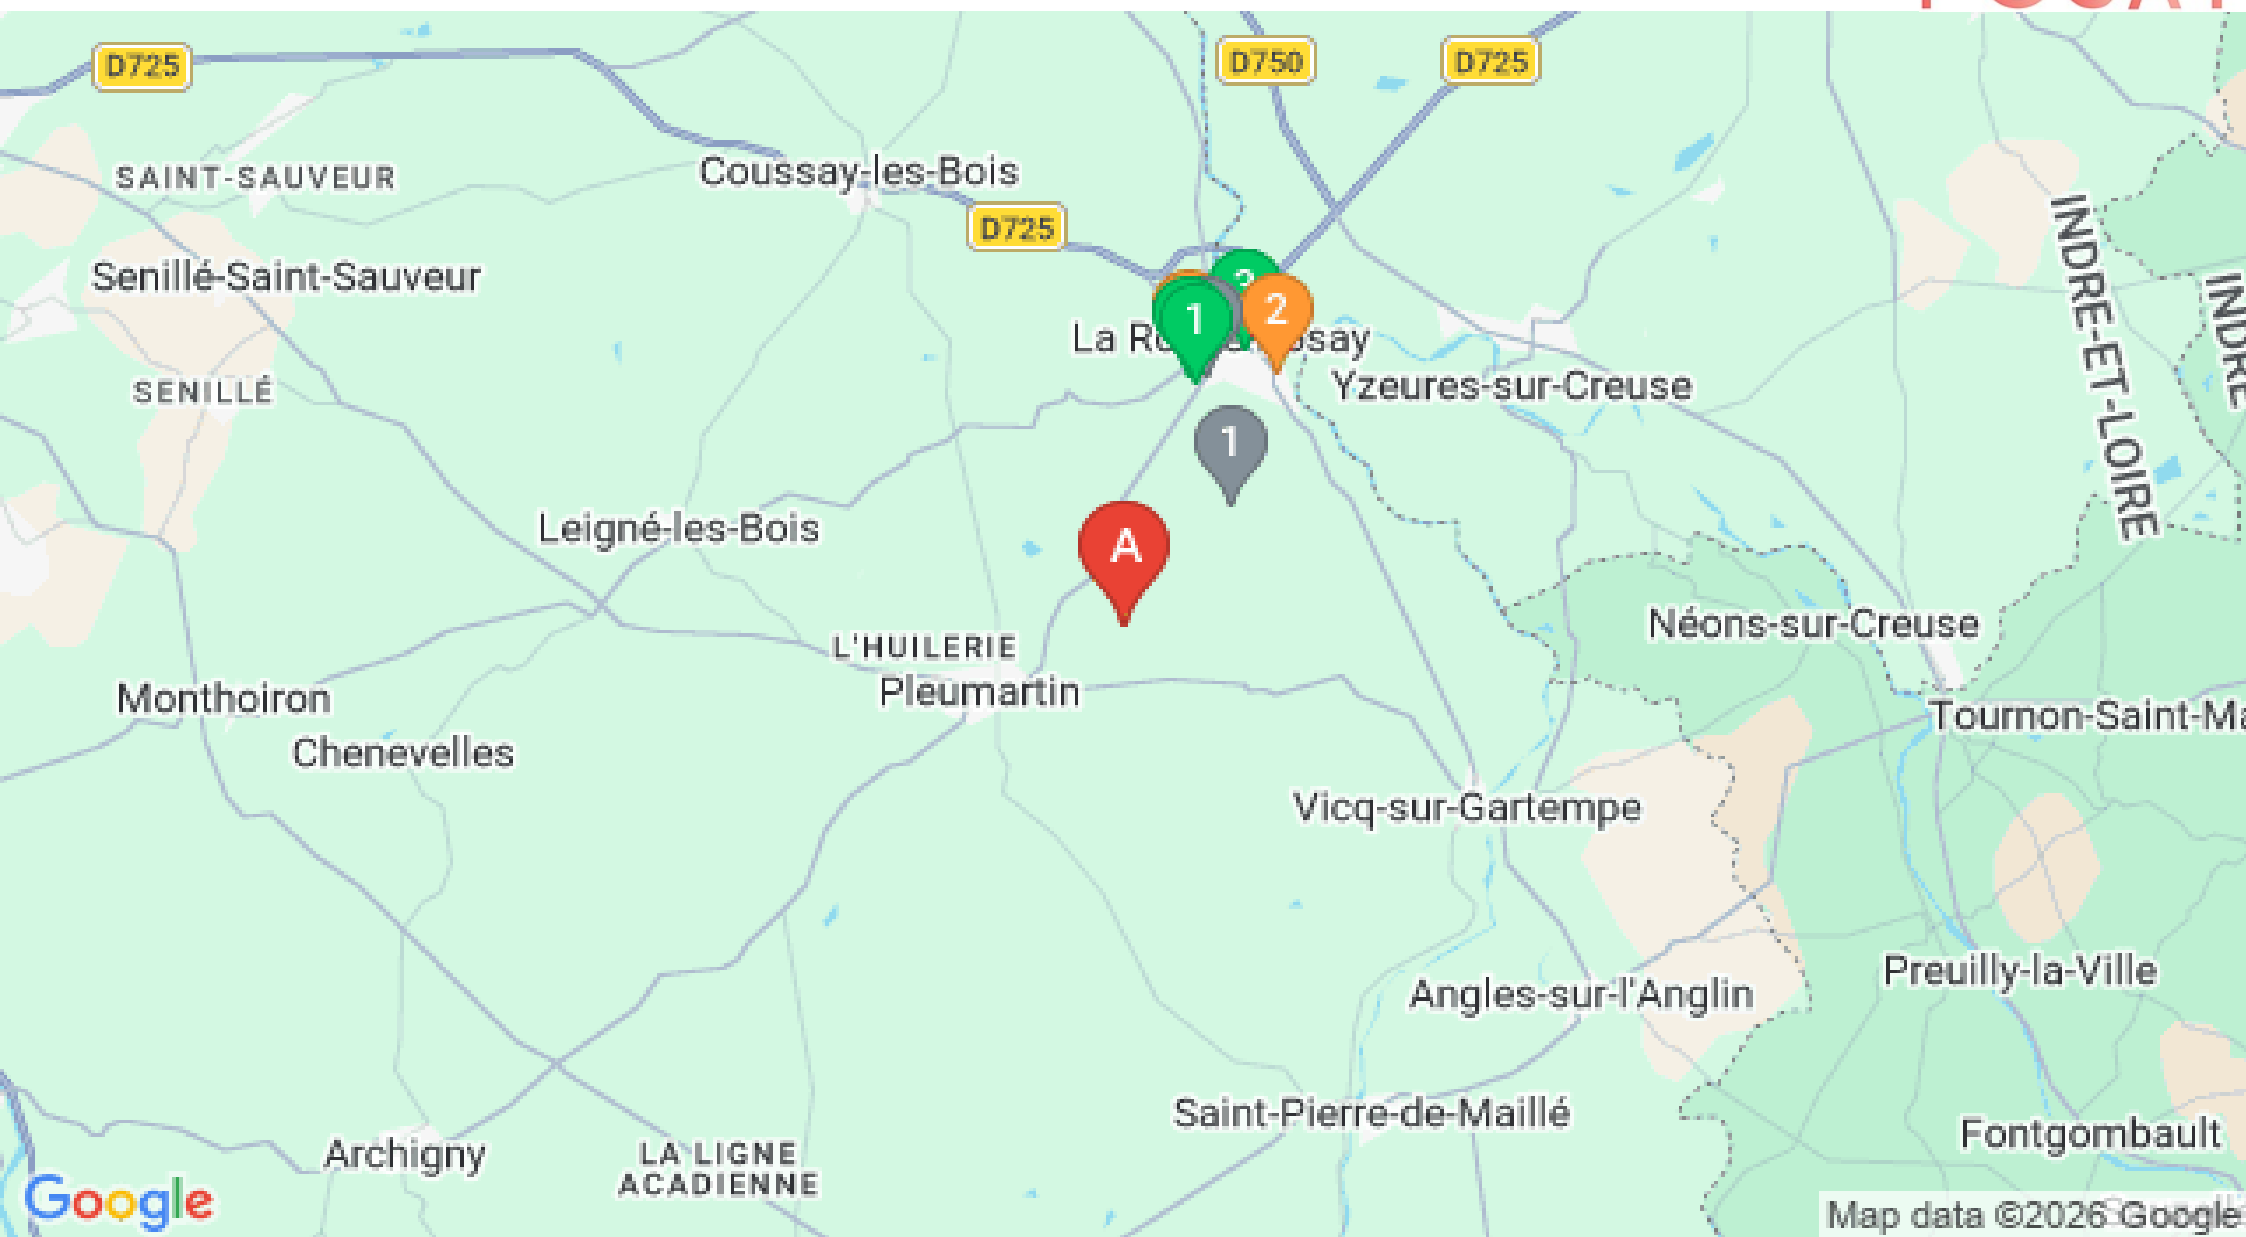 D725
D750
D725
SAINT-SAUVEUR
Coussay-les-Bois
D725
Senillé-Saint-Sauveur
2
1
La Ro
ssay
SENILLÉ
Yzeures-sur-Creuse
INDRE-ET-LOIRE
INDRE
1
Leigné-les-Bois
A
Néons-sur-Creuse
L'HUILERIE
Pleumartin
Monthoiron
Tournon-Saint-Ma
Chenevelles
Vicq-sur-Gartempe
Preuilly-la-Ville
Angles-sur-l'Anglin
Saint-Pierre-de-Maillé
Fontgombault
Archigny
LA LIGNE
ACADIENNE
Google
Map data ©2026 Google